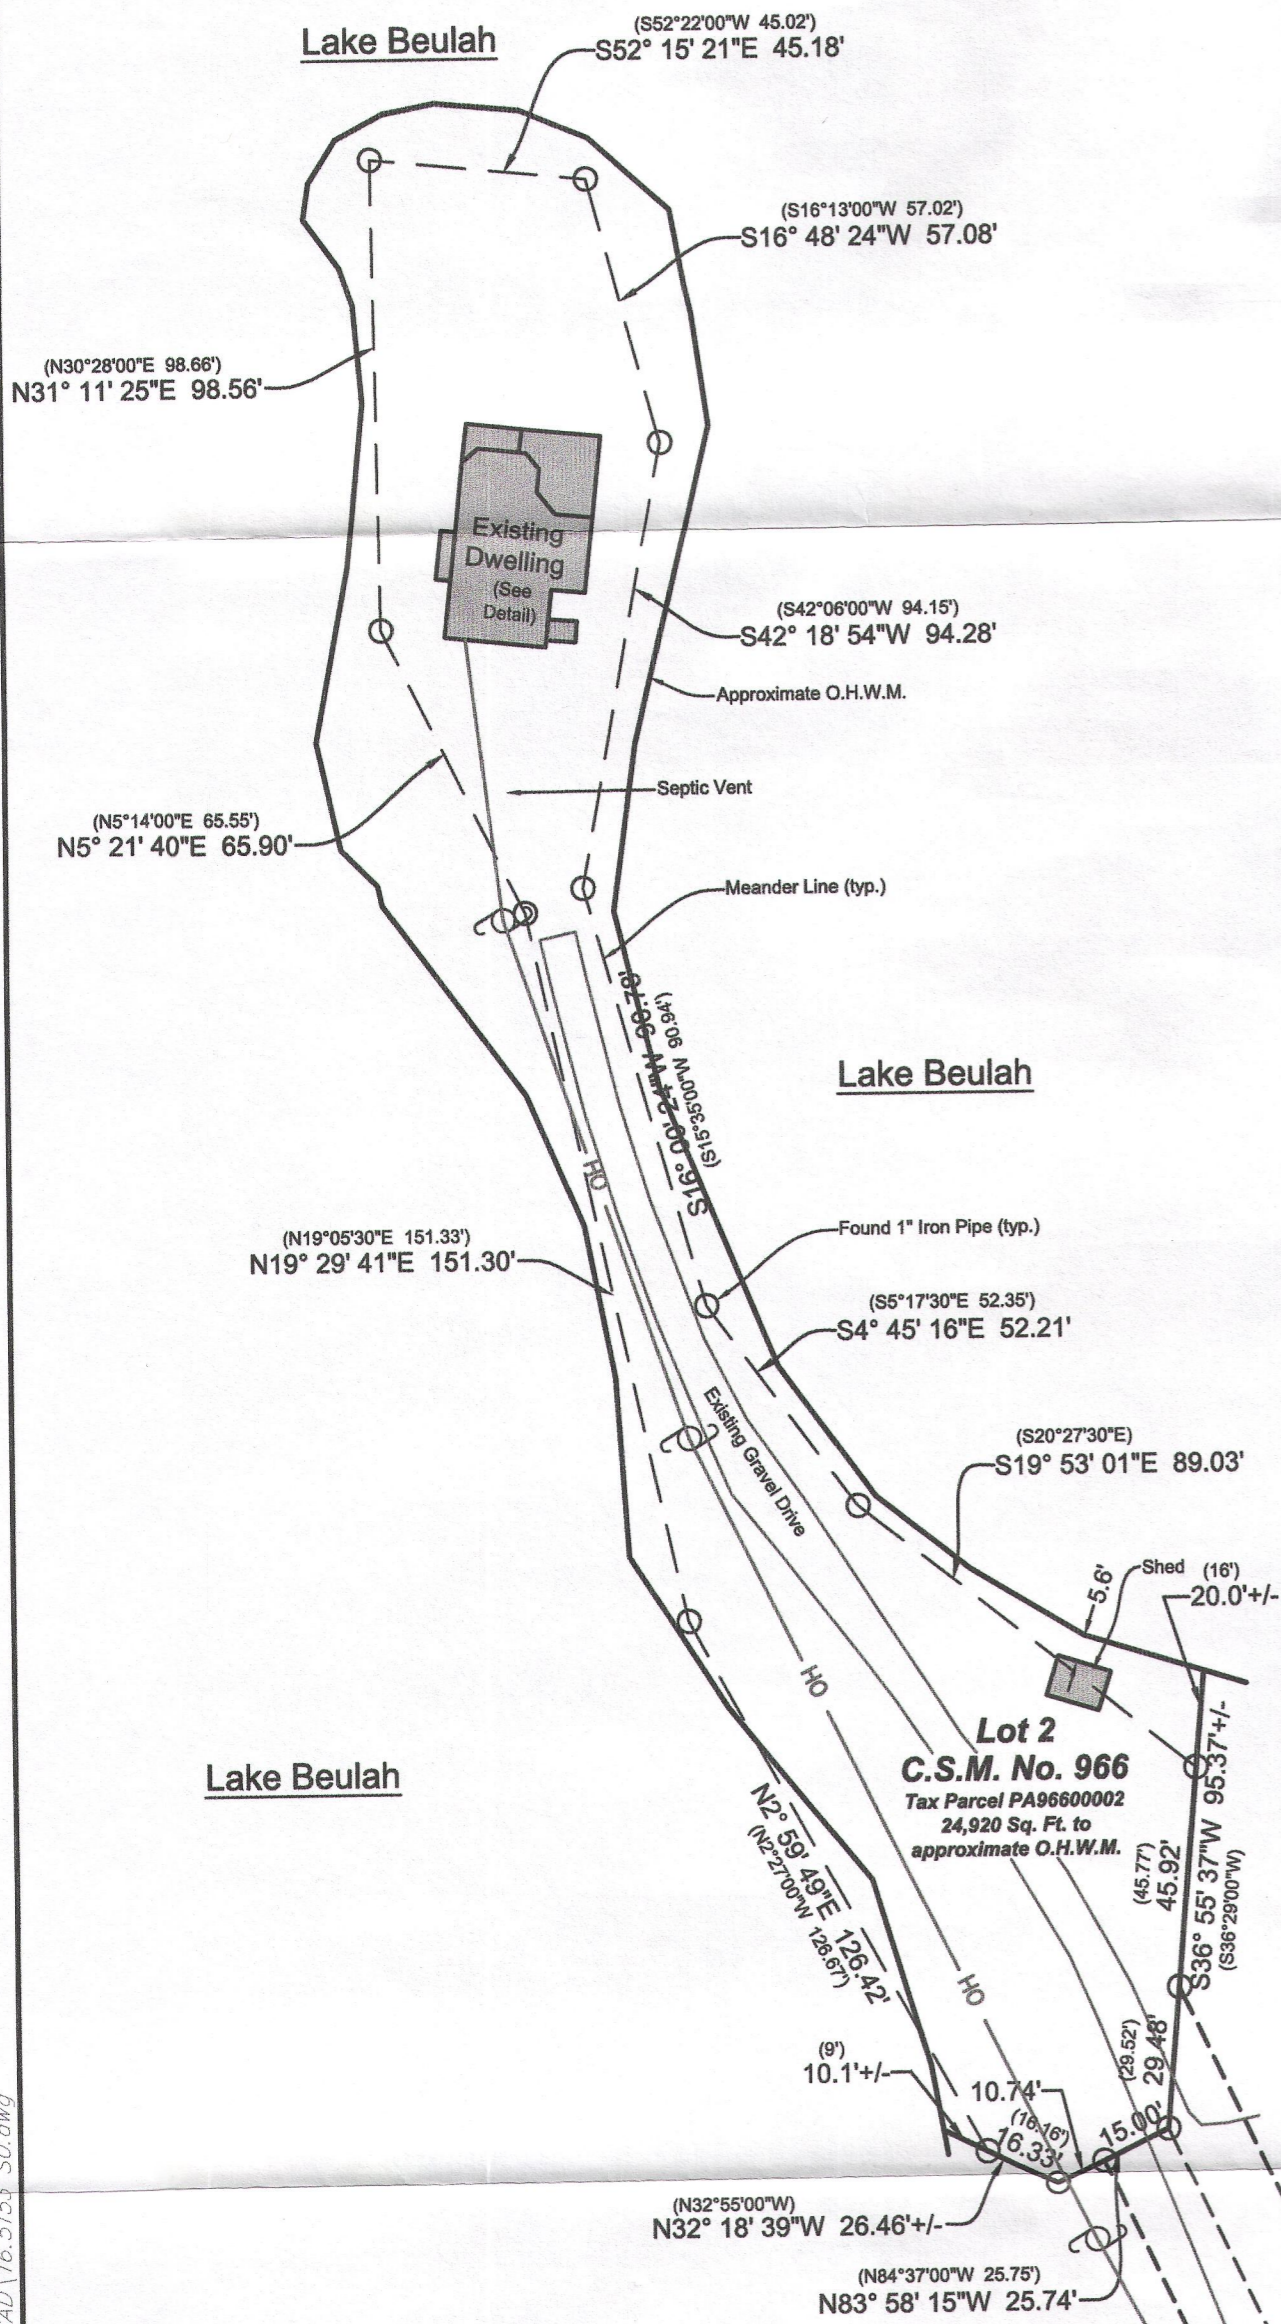 Lake Beulah
(S52°22'00"W 45.02')
S52° 15' 21"E 45.18'
(S16°13'00"W 57.02')
S16° 48' 24"W 57.08'
(N30°28'00"E 98.66')
N31° 11' 25"E 98.56'
Existing
Dwelling
(See
Detail)
(S42°06'00"W 94.15')
S42° 18' 54"W 94.28'
Approximate O.H.W.M.
Septic Vent
(N5°14'00"E 65.55')
N5° 21' 40"E 65.90'
Meander Line (typ.)
S16° 00' 24"W 90.78'
(S15°35'00"W 90.94')
Lake Beulah
OH
Found 1" Iron Pipe (typ.)
(N19°05'30"E 151.33')
N19° 29' 41"E 151.30'
(S5°17'30"E 52.35')
S4° 45' 16"E 52.21'
Existing Gravel Drive
(S20°27'30"E)
S19° 53' 01"E 89.03'
5.6'
Shed
(16')
20.0'+/-
OH
Lot 2
C.S.M. No. 966
Tax Parcel PA96600002
24,920 Sq. Ft. to
approximate O.H.W.M.
Lake Beulah
N2° 59' 49"E 126.42'
(N2°27'00"W 126.67')
(45.77')
45.92'
S36° 55' 37"W 95.37'+/-
(S36°29'00"W)
OH
(9')
10.1'+/-
10.74'
(29.52')
29.48'
(16.16')
16.33'
15.00'
(N32°55'00"W)
N32° 18' 39"W 26.46'+/-
(N84°37'00"W 25.75')
N83° 58' 15"W 25.74'